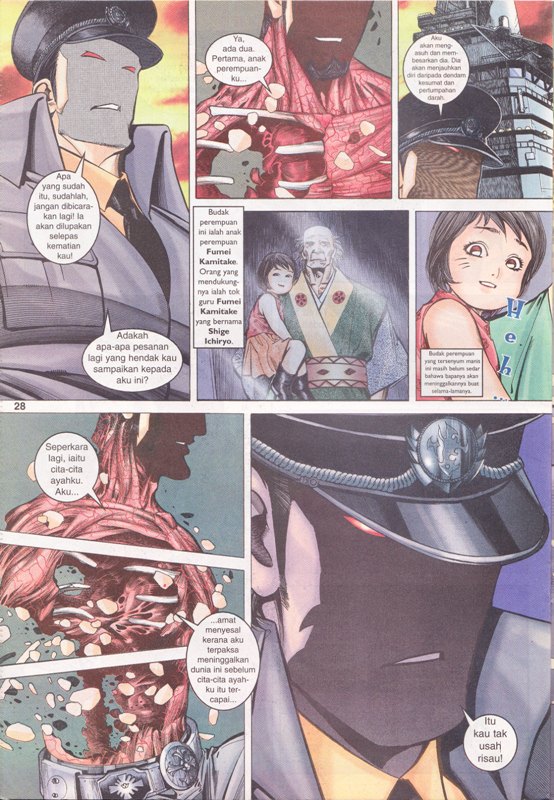 Apa
yang sudah
itu, sudahlah,
jangan dibicara-
kan lagi! Ia
akan dilupakan
selepas
kematian
kau!
Adakah
apa-apa pesanan
lagi yang hendak kau
sampaikan kepada
aku ini?
Ya,
ada dua.
Pertama, anak
perempuan-
ku...
Aku
akan meng-
asuh dan mem-
besarkan dia. Dia
akan menjauhkan
diri daripada dendam
kesumat dan
pertumpahan
darah.
Budak
perempuan
ini ialah anak
perempuan
Fumei
Kamitake.
Orang yang
mendukung-
nya ialah tok
guru Fumei
Kamitake
yang bernama
Shige
Ichiryo.
Heh
Budak perempuan
yang tersenyum manis
ini masih belum sedar
bahawa bapanya akan
meninggalkannya buat
selama-lamanya.
28
Seperkara
lagi, iaitu
cita-cita
ayahku.
Aku...
...amat
menyesal
kerana aku
terpaksa
meninggalkan
dunia ini sebelum
cita-cita ayah-
ku itu ter-
capai...
Itu
kau tak
usah
risau!